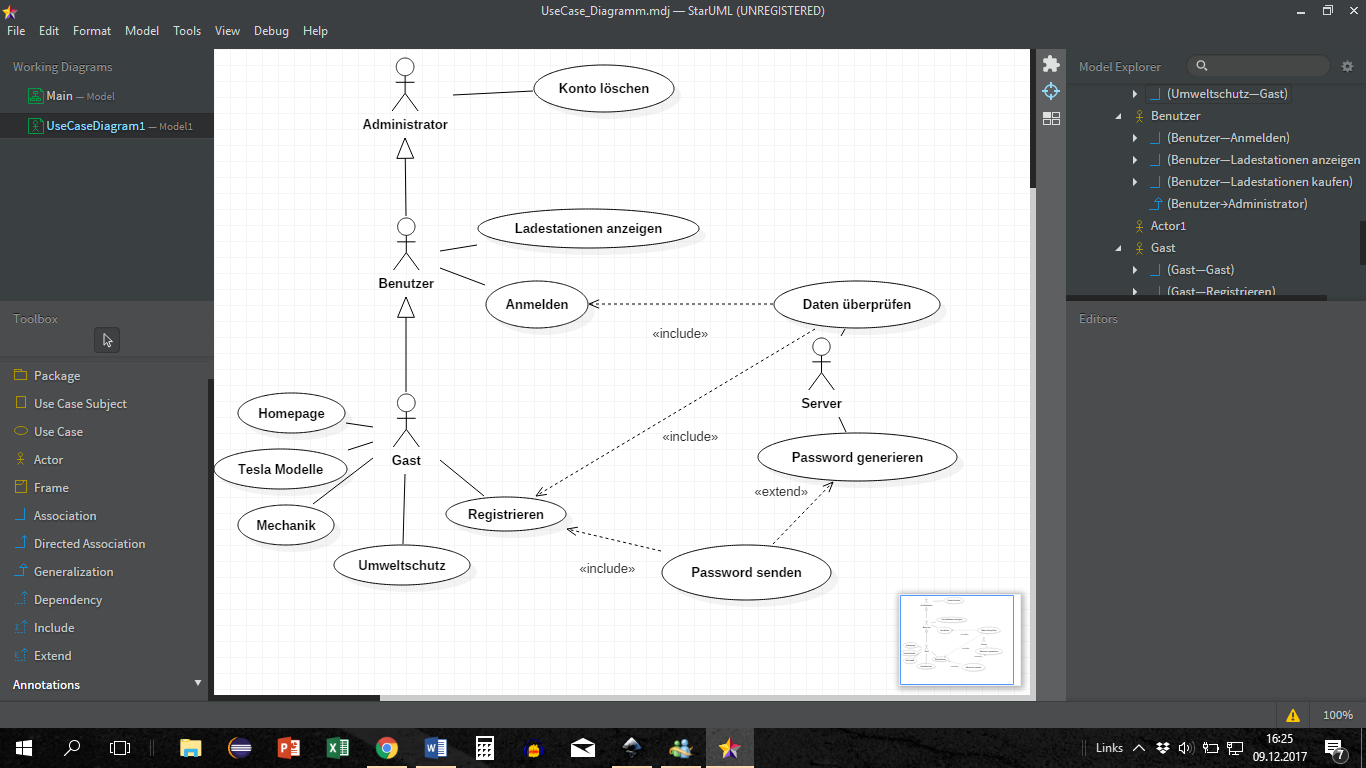 UseCase_Diagramm.mdj — StarUML (UNREGISTERED)
File Edit Format Model Tools View Debug Help
Working Diagrams
Main — Model
UseCaseDiagram1 — Model1
Toolbox
Package
Use Case Subject
Use Case
Actor
Frame
Association
Directed Association
Generalization
Dependency
Include
Extend
Annotations
Konto löschen
Administrator
Ladestationen anzeigen
Benutzer
Anmelden
Daten überprüfen
«include»
Server
Homepage
«include»
Tesla Modelle
Gast
Password generieren
«extend»
Mechanik
Registrieren
Umweltschutz
«include»
Password senden
Model Explorer
(Umweltschutz—Gast)
Benutzer
(Benutzer—Anmelden)
(Benutzer—Ladestationen anzeigen
(Benutzer—Ladestationen kaufen)
(Benutzer→Administrator)
Actor1
Gast
(Gast—Gast)
(Gast—Registrieren)
Editors
100%
Links
16:25
09.12.2017
7